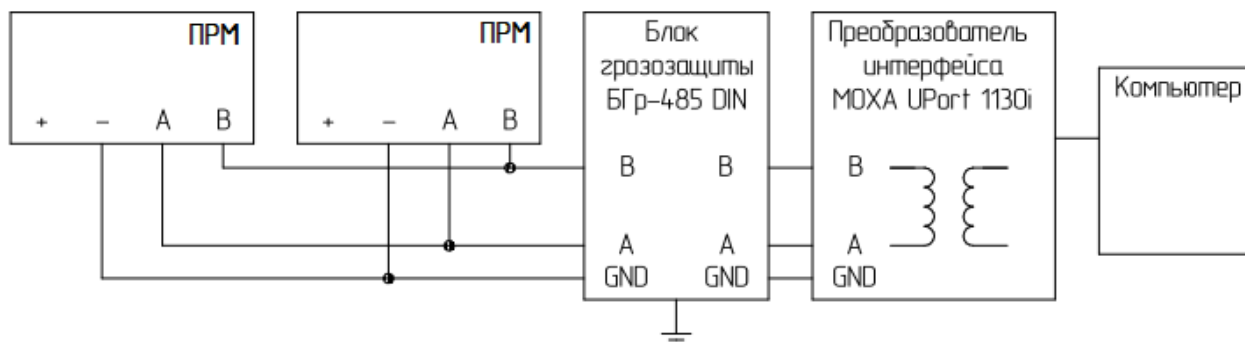 ПРМ
+ – A B
ПРМ
+ – A B
Блок
грозозащиты
БГр-485 DIN
B B
A A
GND GND
Преобразователь
интерфейса
MOXA UPort 1130i
B
A
GND
Компьютер